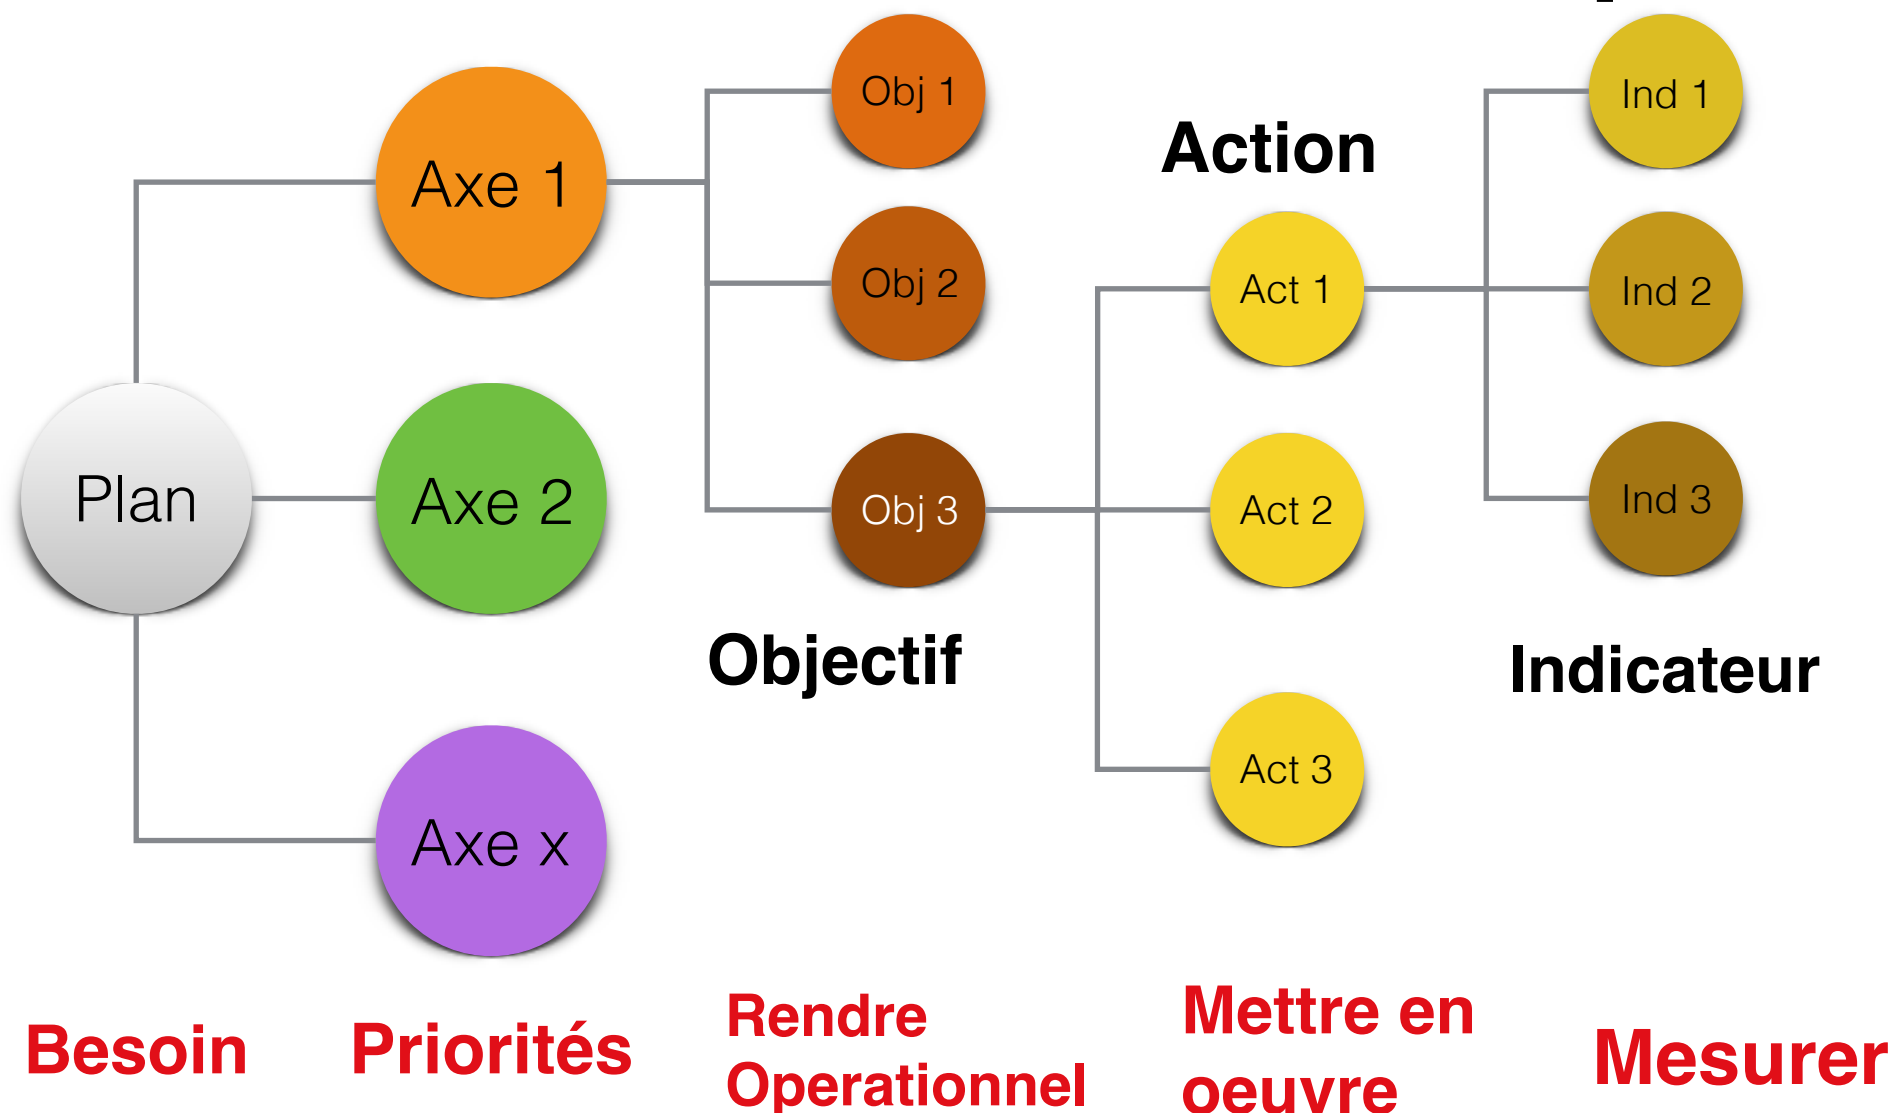 Obj 1
Ind 1
Action
Axe 1
Obj 2
Act 1
Ind 2
Plan
Axe 2
Obj 3
Act 2
Ind 3
Objectif
Indicateur
Act 3
Axe x
Besoin
Priorités
Rendre
Operationnel
Mettre en
oeuvre
Mesurer